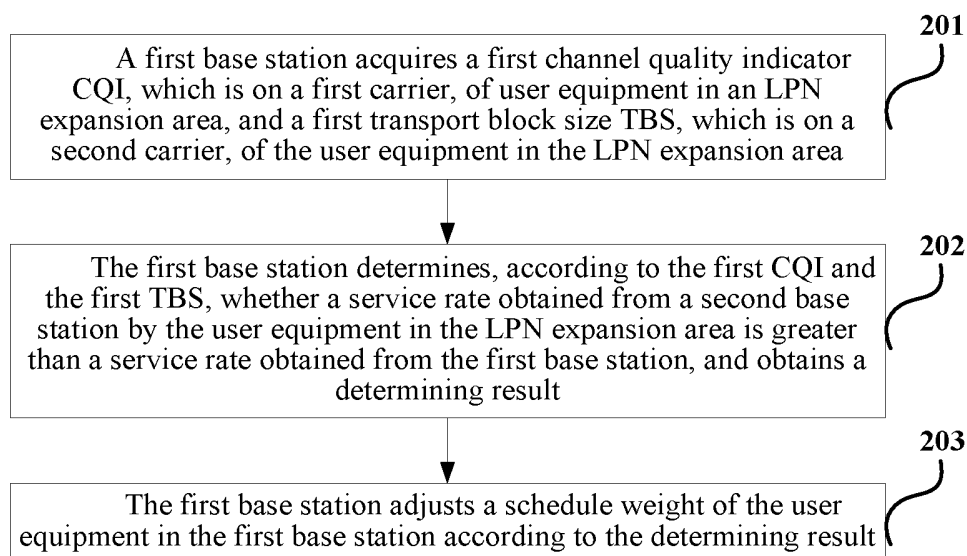 201
A first base station acquires a first channel quality indicator
CQI, which is on a first carrier, of user equipment in an LPN
expansion area, and a first transport block size TBS, which is on a
second carrier, of the user equipment in the LPN expansion area
202
The first base station determines, according to the first CQI and
the first TBS, whether a service rate obtained from a second base
station by the user equipment in the LPN expansion area is greater
than a service rate obtained from the first base station, and obtains a
determining result
203
The first base station adjusts a schedule weight of the user
equipment in the first base station according to the determining result